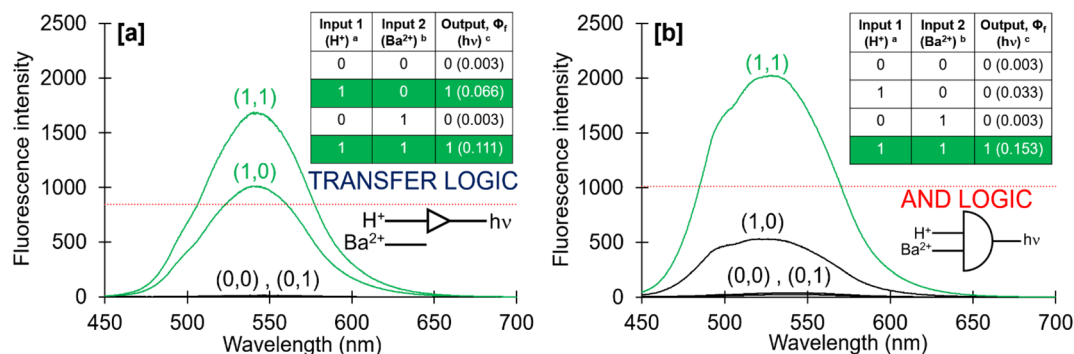 [a]
Fluorescence intensity
2500
2000
1500
1000
500
0
450 500 550 600 650 700
Wavelength (nm)
(1,1)
(1,0)
(0,0) , (0,1)
Input 1 (H⁺) ᵃ Input 2 (Ba²⁺) ᵇ Output, Φf (hν) ᶜ
0 0 0 (0.003)
1 0 1 (0.066)
0 1 0 (0.003)
1 1 1 (0.111)
TRANSFER LOGIC
H⁺ hν
Ba²⁺
[b]
Fluorescence intensity
2500
2000
1500
1000
500
0
450 500 550 600 650 700
Wavelength (nm)
(1,1)
(1,0)
(0,0) , (0,1)
Input 1 (H⁺) ᵃ Input 2 (Ba²⁺) ᵇ Output, Φf (hν) ᶜ
0 0 0 (0.003)
1 0 0 (0.033)
0 1 0 (0.003)
1 1 1 (0.153)
AND LOGIC
H⁺
Ba²⁺
hν